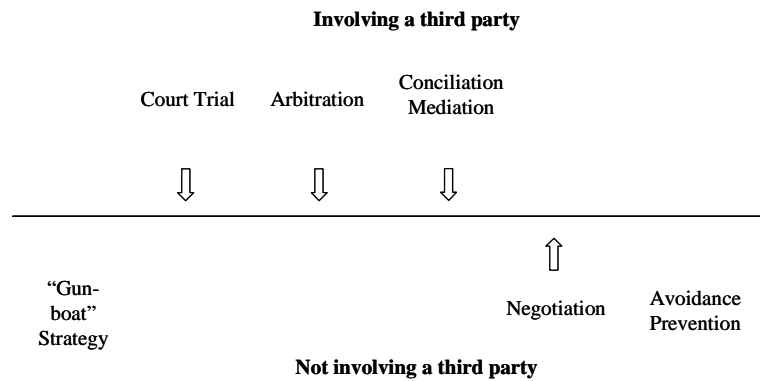 Involving a third party
Court Trial
Arbitration
Conciliation
Mediation
“Gun-
boat”
Strategy
Negotiation
Avoidance
Prevention
Not involving a third party